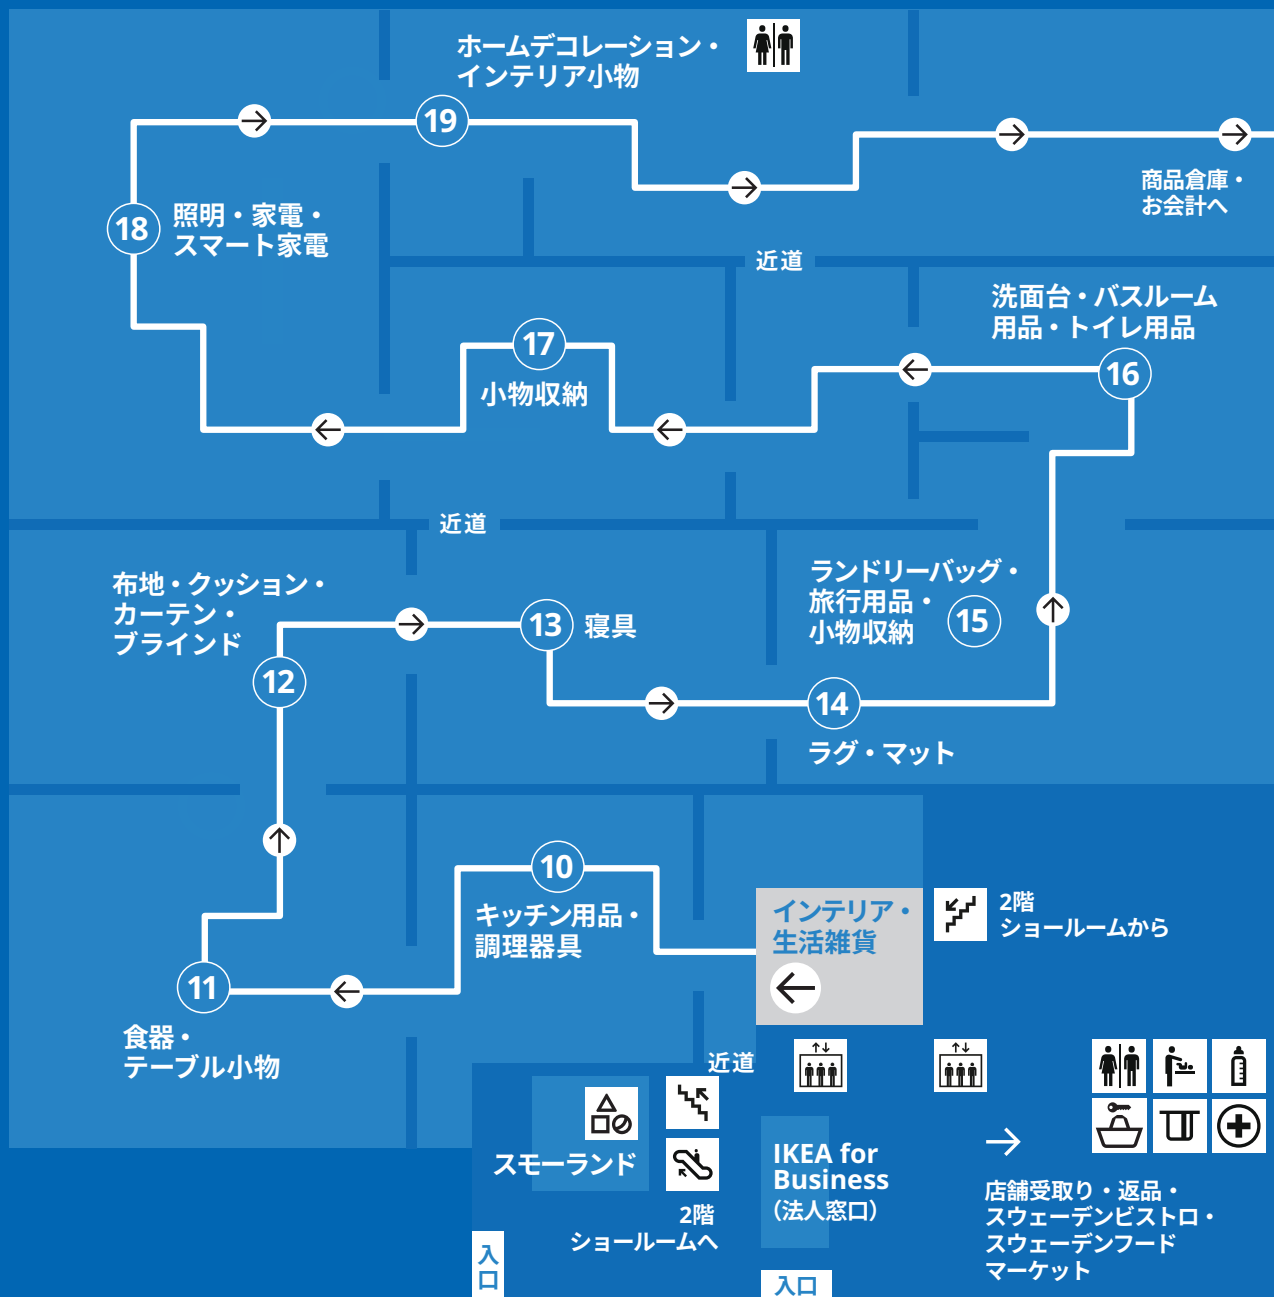 ホームデコレーション・
インテリア小物
19
商品倉庫・
お会計へ
18
照明・家電・
スマート家電
近道
洗面台・バスルーム
用品・トイレ用品
17
小物収納
16
近道
布地・クッション・
カーテン・
ブラインド
12
13
寝具
ランドリーバッグ・
旅行用品・
小物収納
15
14
ラグ・マット
10
キッチン用品・
調理器具
インテリア・
生活雑貨
2階
ショールームから
11
食器・
テーブル小物
近道
スモーランド
2階
ショールームへ
入口
IKEA for
Business
（法人窓口）
入口
店舗受取り・返品・
スウェーデンビストロ・
スウェーデンフード
マーケット